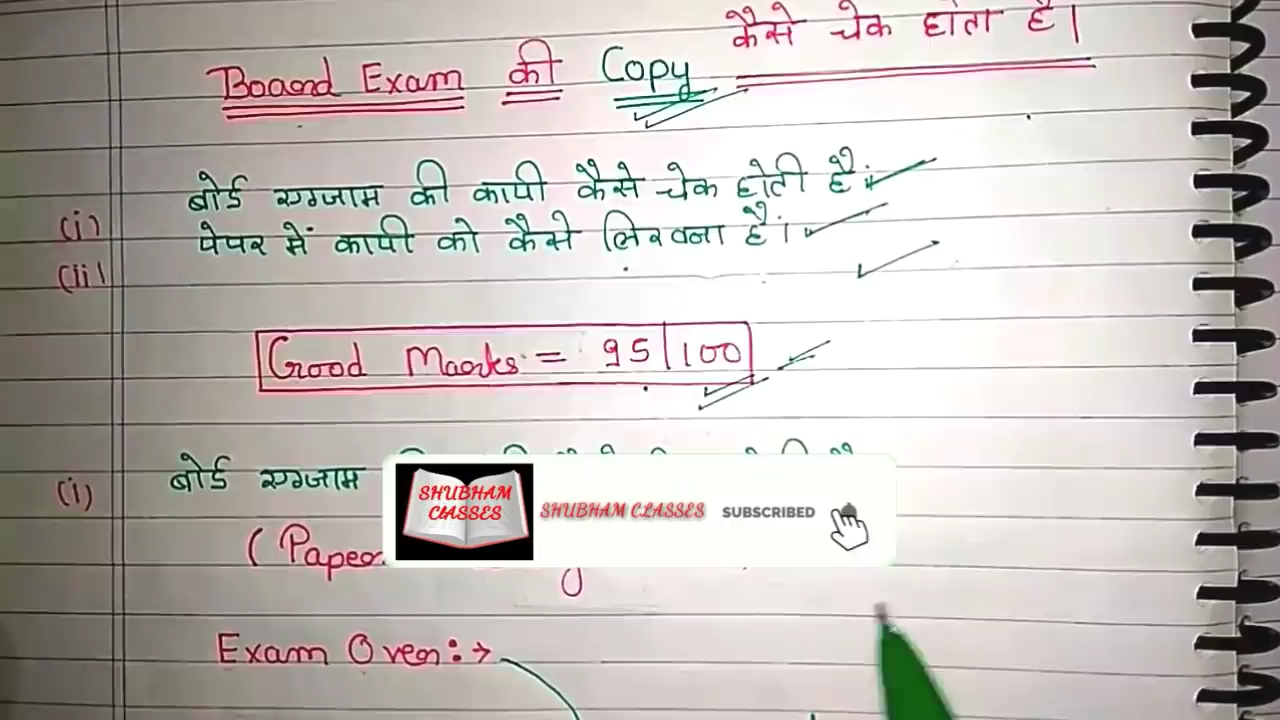 Board Exam की Copy कैसे चेक होता है।
(i) बोर्ड एग्जाम की कापी कैसे चेक होती है।
(ii) पेपर में कापी को कैसे लिखना है।
Good Marks = 95/100
(i) बोर्ड एग्जाम
(Paper
SHUBHAM CLASSES
SHUBHAM CLASSES SUBSCRIBED
Exam Over:→